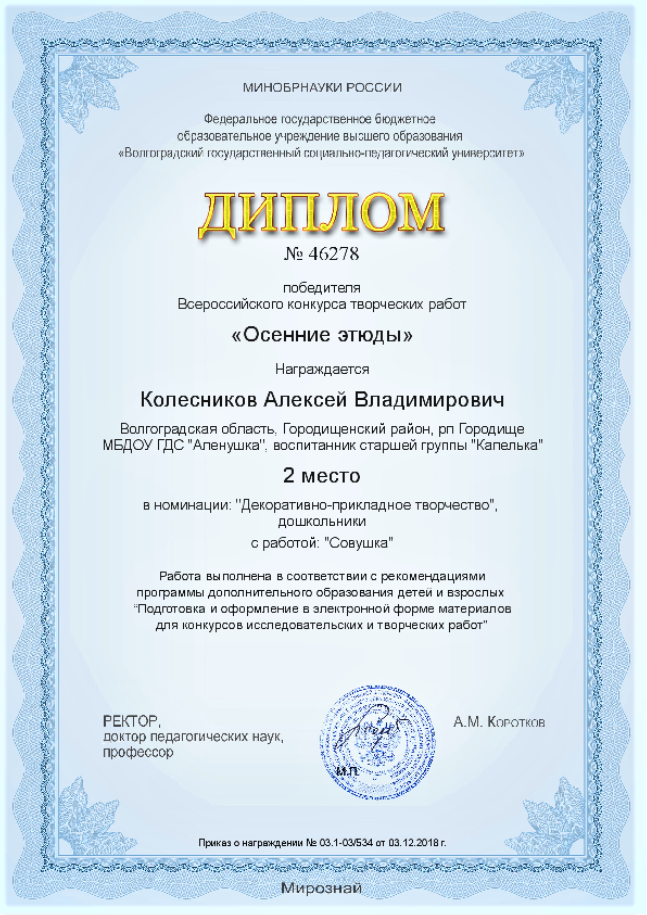 МИНОБРНАУКИ РОССИИ
Федеральное государственное бюджетное
образовательное учреждение высшего образования
«Волгоградский государственный социально-педагогический университет»
ДИПЛОМ
№ 46278
победителя
Всероссийского конкурса творческих работ
«Осенние этюды»
Награждается
Колесников Алексей Владимирович
Волгоградская область, Городищенский район, рп Городище
МБДОУ ГДС "Аленушка", воспитанник старшей группы "Капелька"
2 место
в номинации: "Декоративно-прикладное творчество",
дошкольники
с работой: "Совушка"
Работа выполнена в соответствии с рекомендациями
программы дополнительного образования детей и взрослых
“Подготовка и оформление в электронной форме материалов
для конкурсов исследовательских и творческих работ”
РЕКТОР,
доктор педагогических наук,
профессор
М.П.
А.М. Коротков
Приказ о награждении № 03.1-03/534 от 03.12.2018 г.
Мирознай